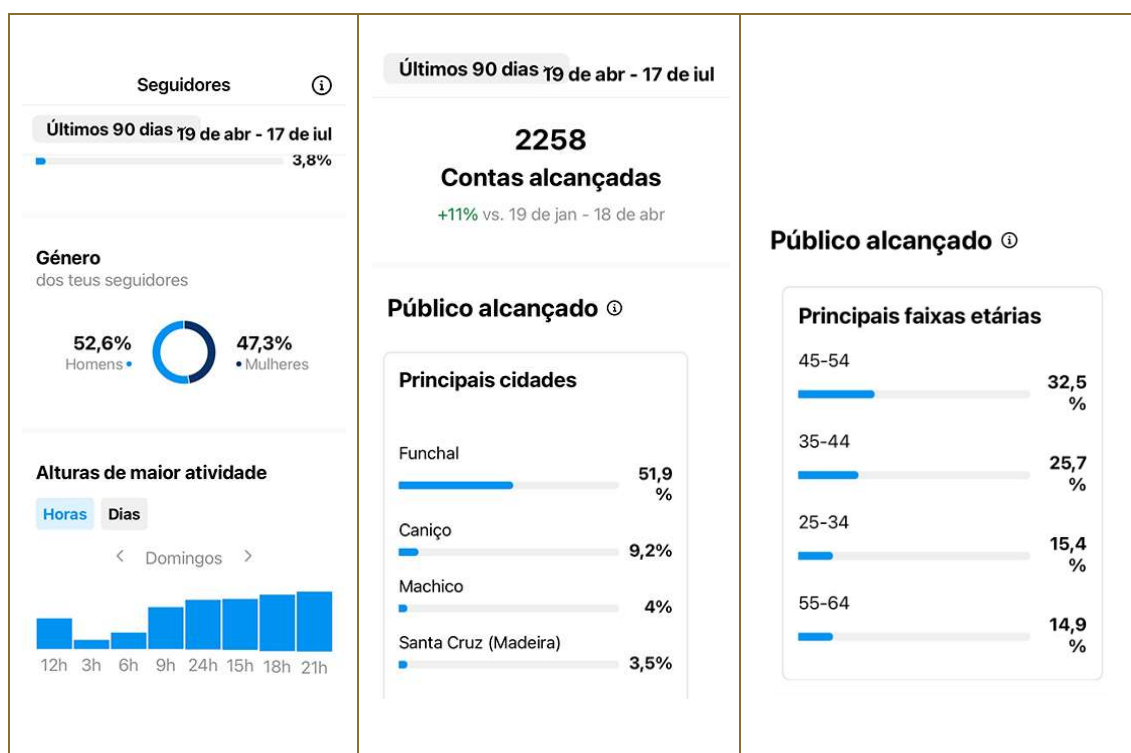 Seguidores
Últimos 90 dias 19 de abr - 17 de iul
3,8%
Género
dos teus seguidores
52,6% 47,3%
Homens • • Mulheres
Alturas de maior atividade
Horas Dias
< Domingos >
12h 3h 6h 9h 24h 15h 18h 21h
Últimos 90 dias 19 de abr - 17 de iul
2258
Contas alcançadas
+11% vs. 19 de jan - 18 de abr
Público alcançado
Principais cidades
Funchal
51,9
%
Caniço
9,2%
Machico
4%
Santa Cruz (Madeira)
3,5%
Público alcançado
Principais faixas etárias
45-54
32,5
%
35-44
25,7
%
25-34
15,4
%
55-64
14,9
%